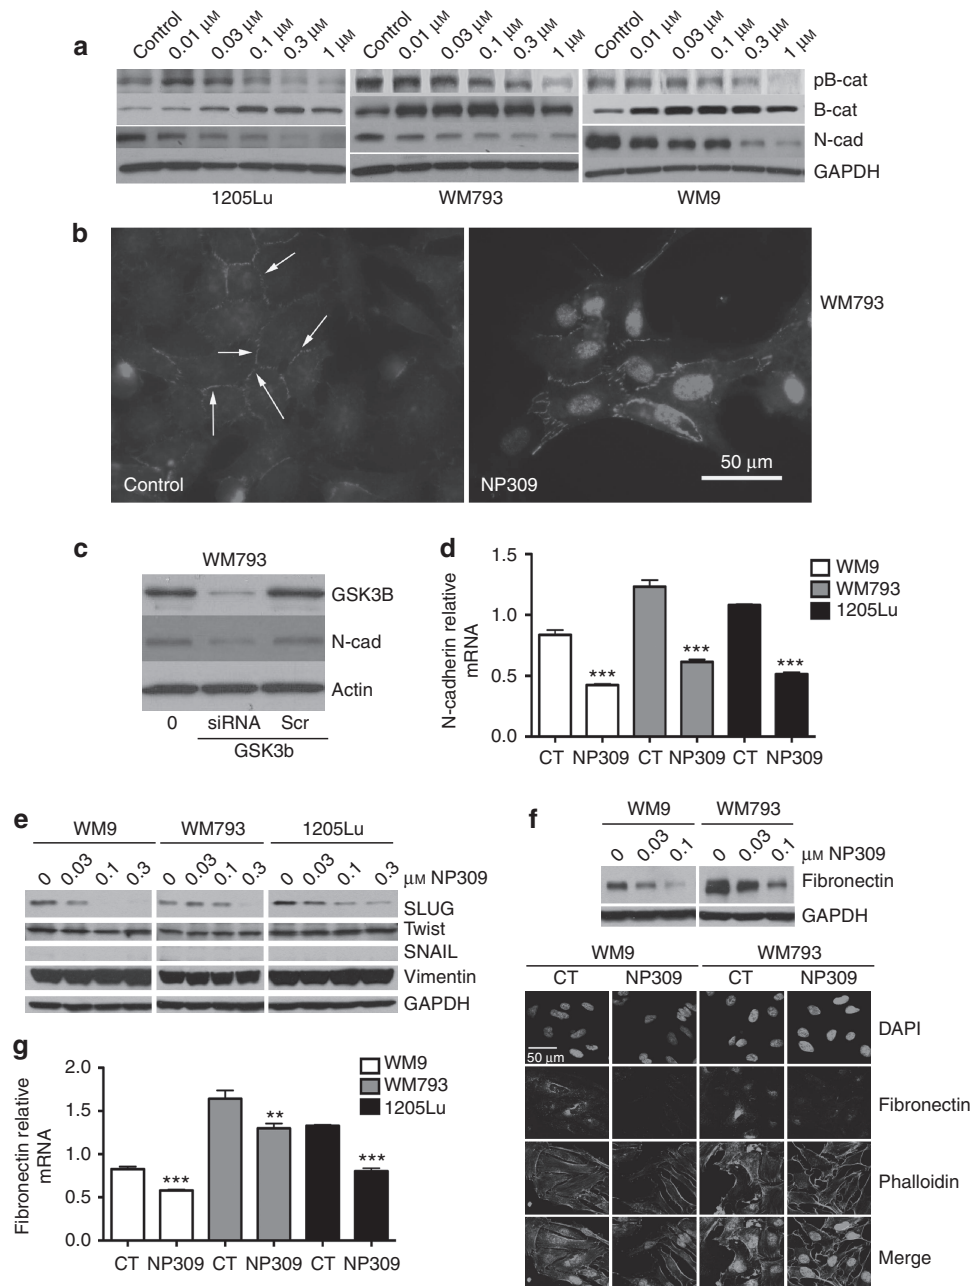 a
Control 0.01 µM 0.03 µM 0.1 µM 0.3 µM 1 µM Control 0.01 µM 0.03 µM 0.1 µM 0.3 µM 1 µM Control 0.01 µM 0.03 µM 0.1 µM 0.3 µM 1 µM
pB-cat
B-cat
N-cad
GAPDH
1205Lu WM793 WM9
b
WM793
Control NP309 50 µm
c
WM793
GSK3B
N-cad
Actin
0 siRNA Scr
GSK3b
d
N-cadherin relative
mRNA
1.5
1.0
0.5
0.0
WM9
WM793
1205Lu
*** *** ***
CT NP309 CT NP309 CT NP309
e
WM9 WM793 1205Lu
0 0.03 0.1 0.3 0 0.03 0.1 0.3 0 0.03 0.1 0.3
µM NP309
SLUG
Twist
SNAIL
Vimentin
GAPDH
f
WM9 WM793
0 0.03 0.1 0 0.03 0.1
µM NP309
Fibronectin
GAPDH
WM9 WM793
CT NP309 CT NP309
DAPI
50 µm
Fibronectin
Phalloidin
Merge
g
Fibronectin relative
mRNA
2.0
1.5
1.0
0.5
0.0
WM9
WM793
1205Lu
*** ** ***
CT NP309 CT NP309 CT NP309